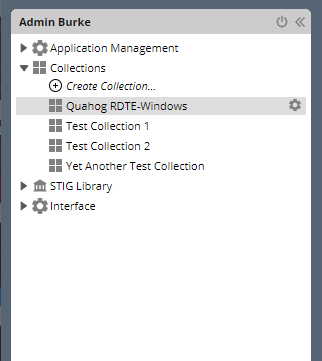 Admin Burke
Application Management
Collections
Create Collection...
Quahog RDTE-Windows
Test Collection 1
Test Collection 2
Yet Another Test Collection
STIG Library
Interface